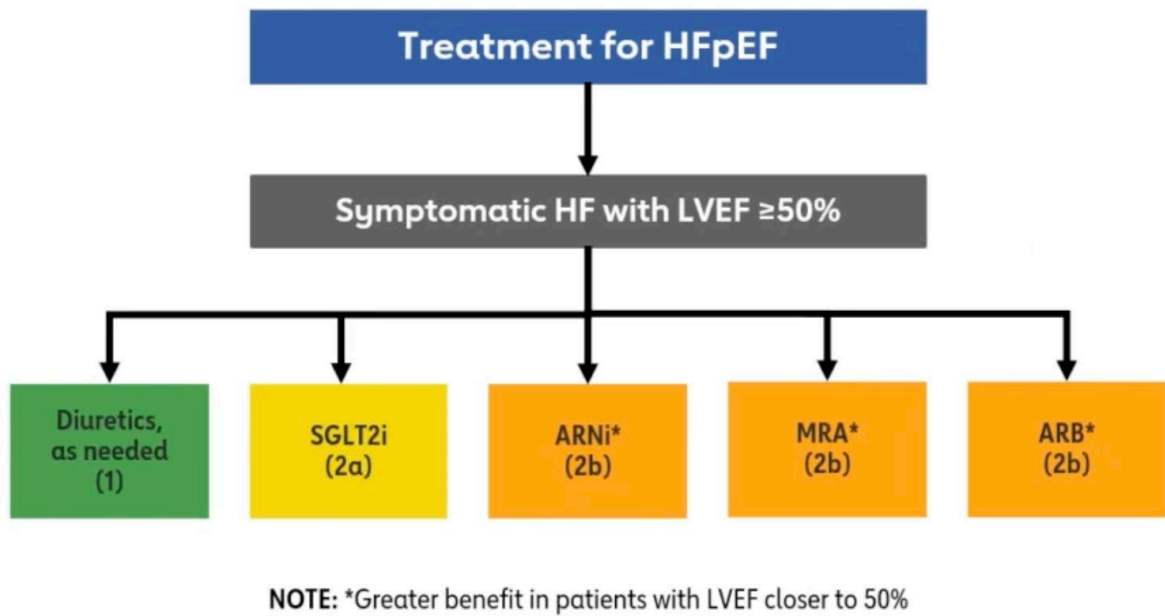 Treatment for HFpEF
Symptomatic HF with LVEF ≥50%
Diuretics,
as needed
(1)
SGLT2i
(2a)
ARNi*
(2b)
MRA*
(2b)
ARB*
(2b)
NOTE: *Greater benefit in patients with LVEF closer to 50%